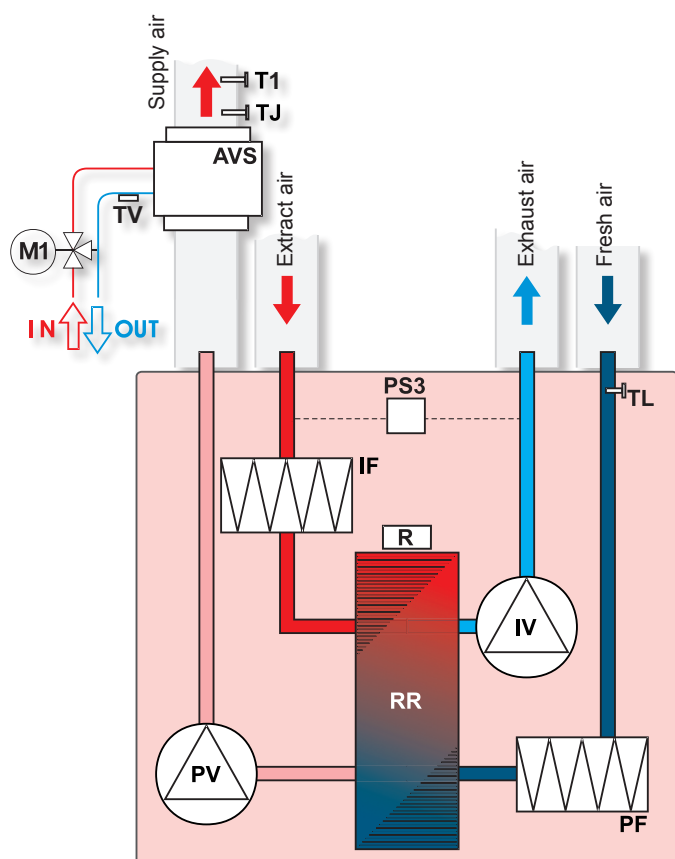 Supply air
T1
TJ
AVS
TV
M1
IN
OUT
Extract air
Exhaust air
Fresh air
PS3
TL
IF
R
IV
RR
PV
PF